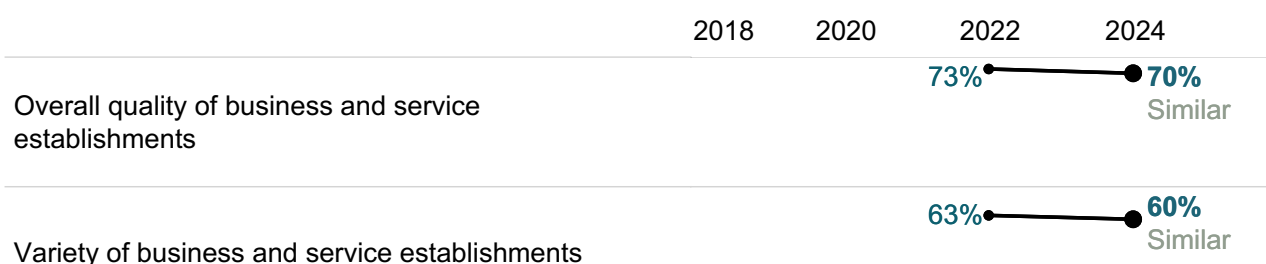 2018 2020 2022 2024
73% 70%
Similar
Overall quality of business and service
establishments
63% 60%
Similar
Variety of business and service establishments